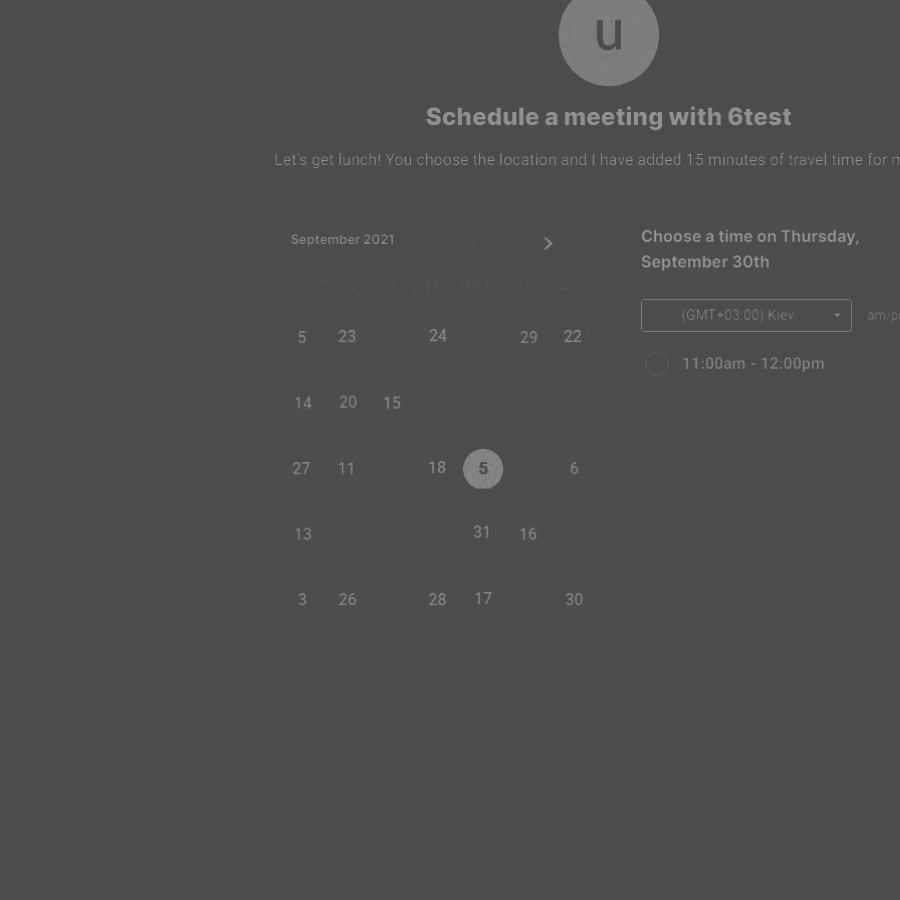 u
Schedule a meeting with 6test
Let's get lunch! You choose the location and I have added 15 minutes of travel time for m
September 2021
SUN MON TUE WED THU FRI SAT
5 23 24 29 22
14 20 15
27 11 18 5 6
13 31 16
3 26 28 17 30
Choose a time on Thursday,
September 30th
(GMT+03:00) Kiev am/p
11:00am - 12:00pm